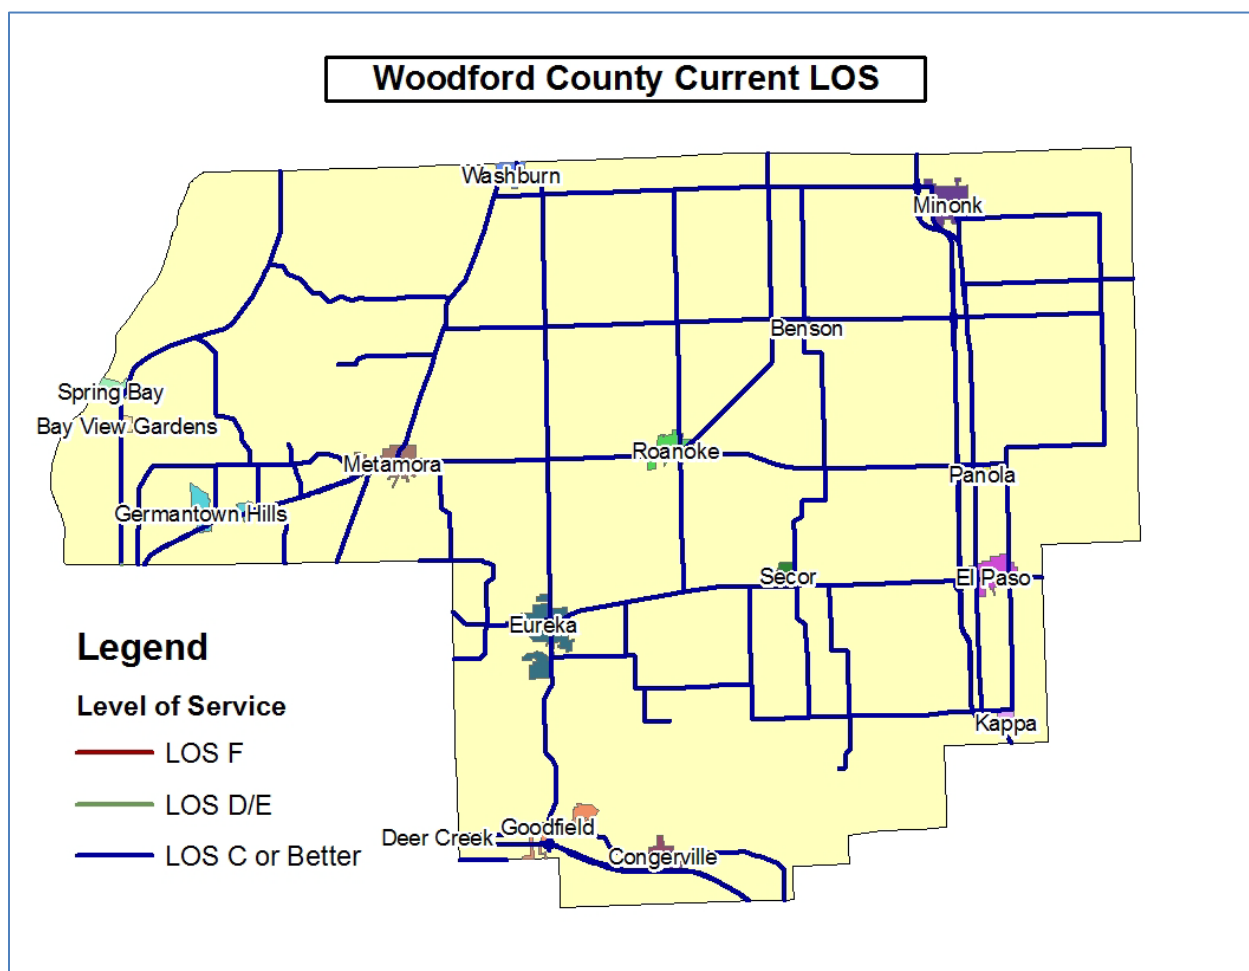 Woodford County Current LOS
Washburn
Minonk
Benson
Spring Bay
Bay View Gardens
Roanoke
Metamora
Panola
Germantown Hills
Secor
El Paso
Eureka
Kappa
Goodfield
Deer Creek
Congerville
Legend
Level of Service
LOS F
LOS D/E
LOS C or Better